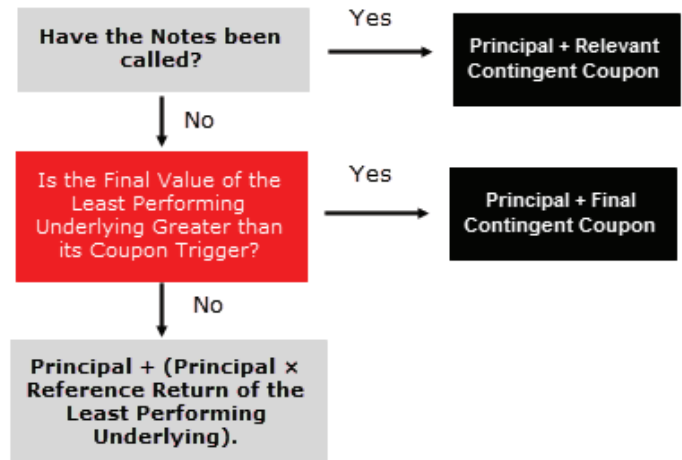 Have the Notes been
called?
Yes
Principal + Relevant
Contingent Coupon
No
Is the Final Value of the
Least Performing
Underlying Greater than
its Coupon Trigger?
Yes
Principal + Final
Contingent Coupon
No
Principal + (Principal ×
Reference Return of the
Least Performing
Underlying).